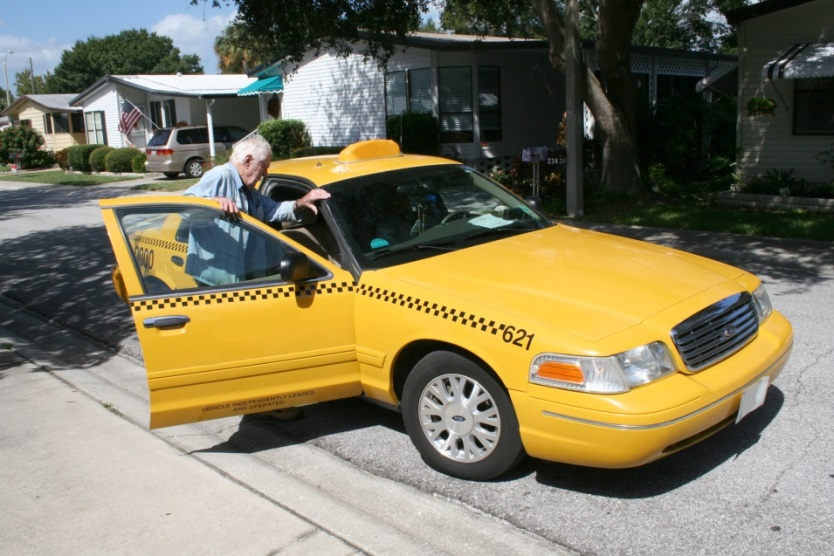 621
VEHICLE INDEPENDENTLY LEASED
AND OPERATED